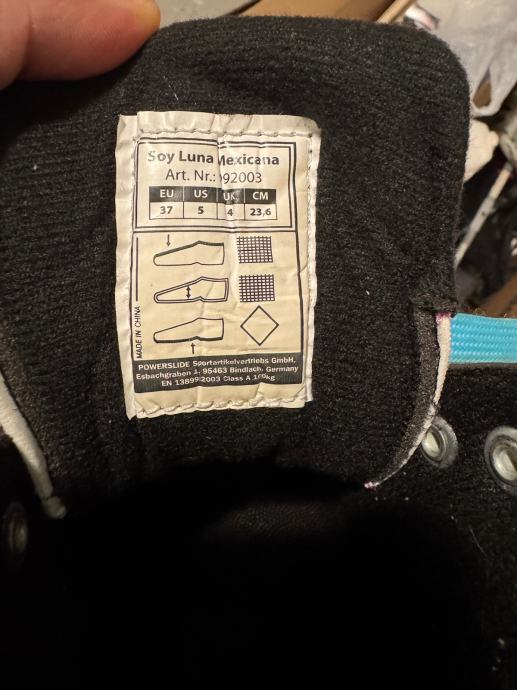 Soy Luna Mexicana
Art. Nr.: 092003
EU US UK CM
37 5 4 23,6
MADE IN CHINA
POWERSLIDE Sportartikelvertriebs GmbH,
Esbachgraben 1, 95463 Bindlach, Germany
EN 13899:2003 Class A 100kg